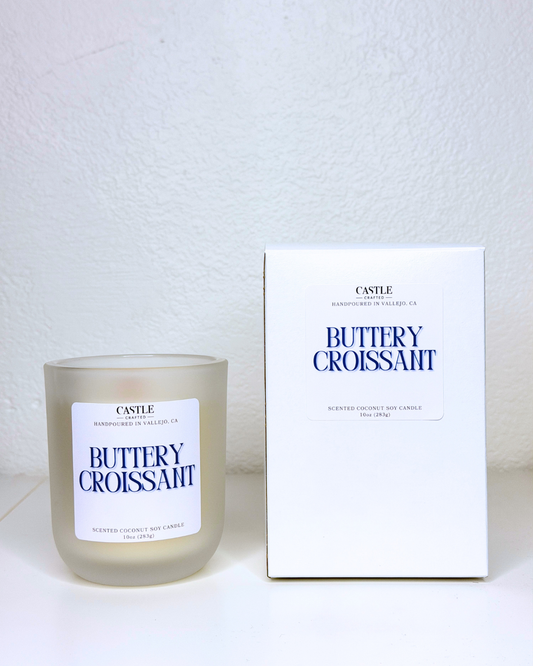 CASTLE
CRAFTED
HANDPOURED IN VALLEJO, CA
BUTTERY
CROISSANT
SCENTED COCONUT SOY CANDLE
10oz (283g)
CASTLE
CRAFTED
HANDPOURED IN VALLEJO, CA
BUTTERY
CROISSANT
SCENTED COCONUT SOY CANDLE
10oz (283g)